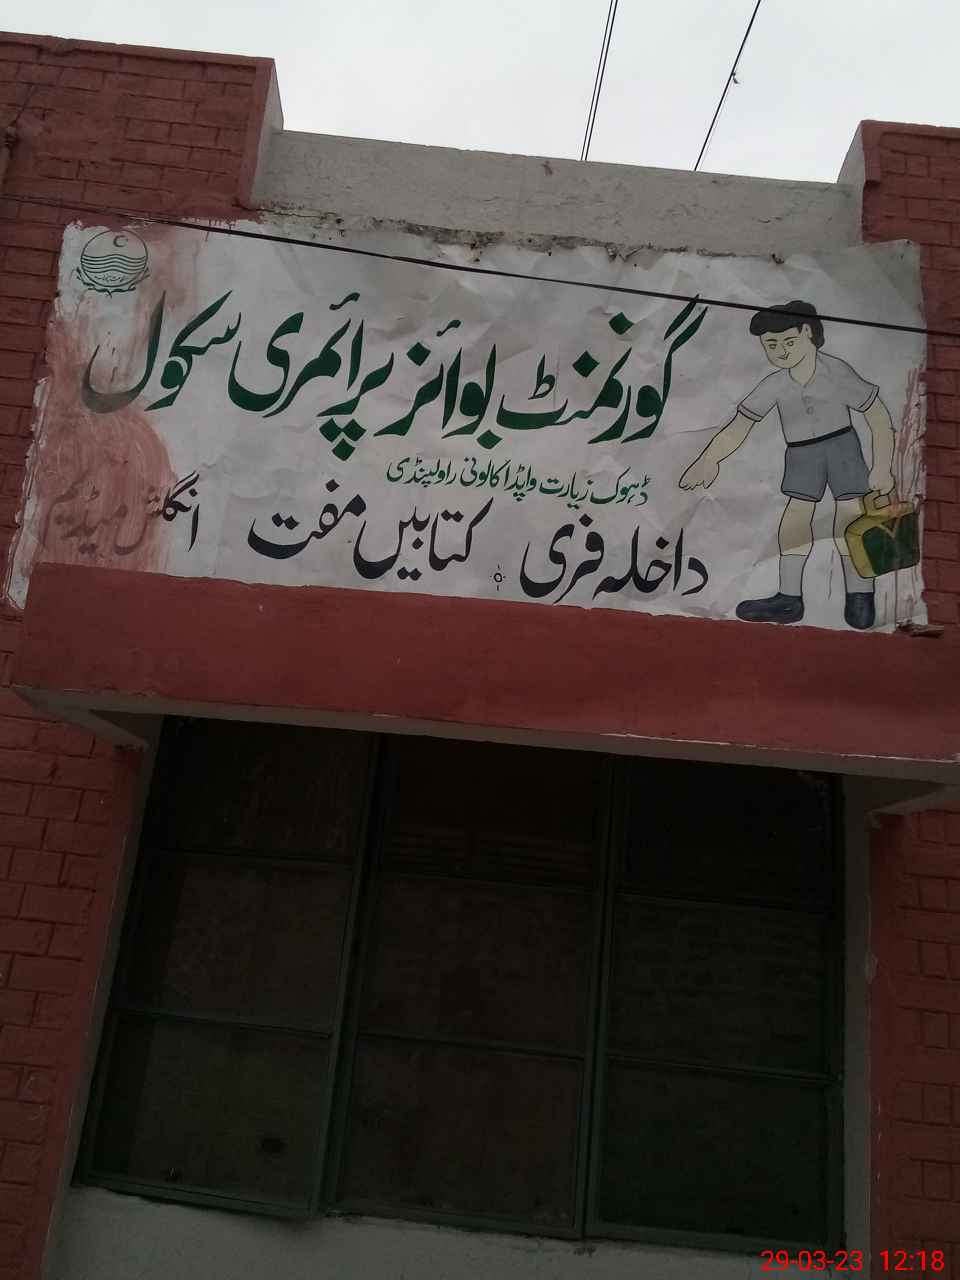 گورنمنٹ بوائز پرائمری سکول
ڈہوک زیارت واپڈا کالونی راولپنڈی
داخلہ فری کتابیں مفت انگلش میڈیم
29-03-23 12:18